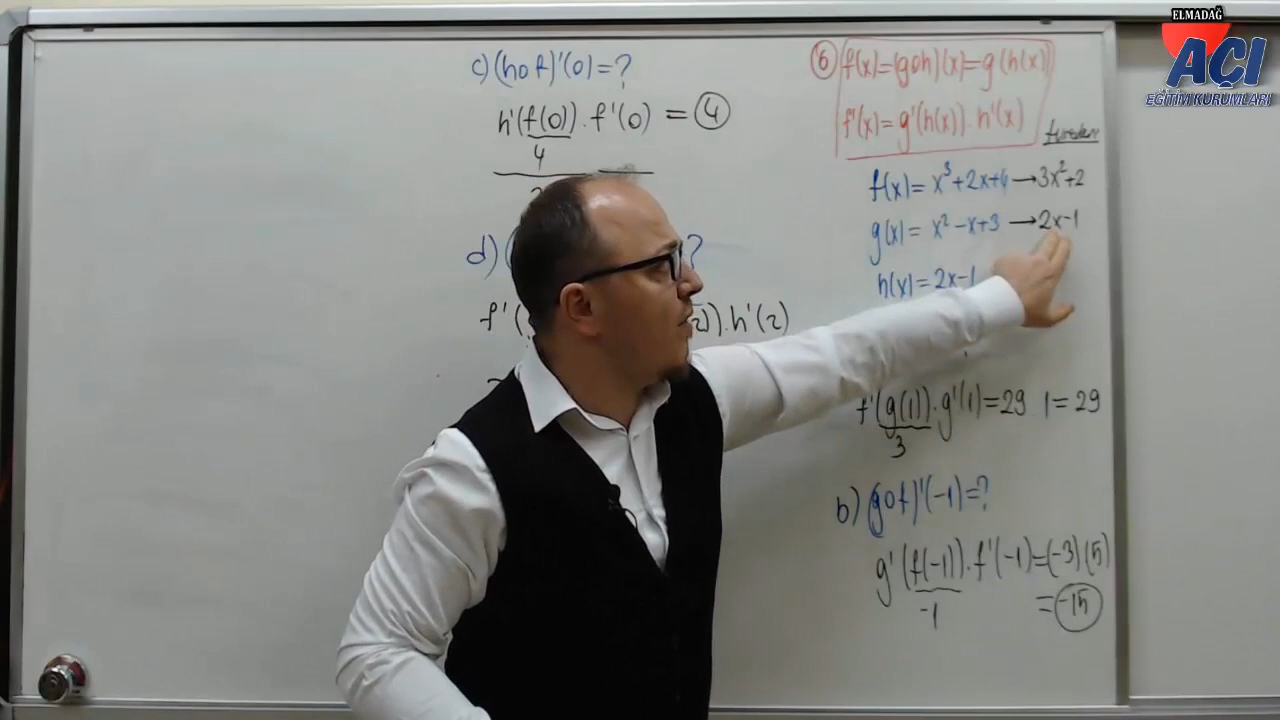 ELMADAĞ
AÇI
EĞİTİM KURUMLARI
c) (hof)'(0)=?
h'(f(0)).f'(0) = 4
4
d)
?
f'(
2)).h'(2)
6 f(x)=(goh)(x)=g(h(x))
f'(x)=g'(h(x)).h'(x)
f(x)= x³+2x+4→3x²+2
g(x)= x²-x+3→2x-1
h(x)=2x-1
f'(g(1)).g'(1)=29 1=29
3
b) (gof)'(-1)=?
g'(f(-1)).f'(-1)=(-3)(5)
-1
=-15